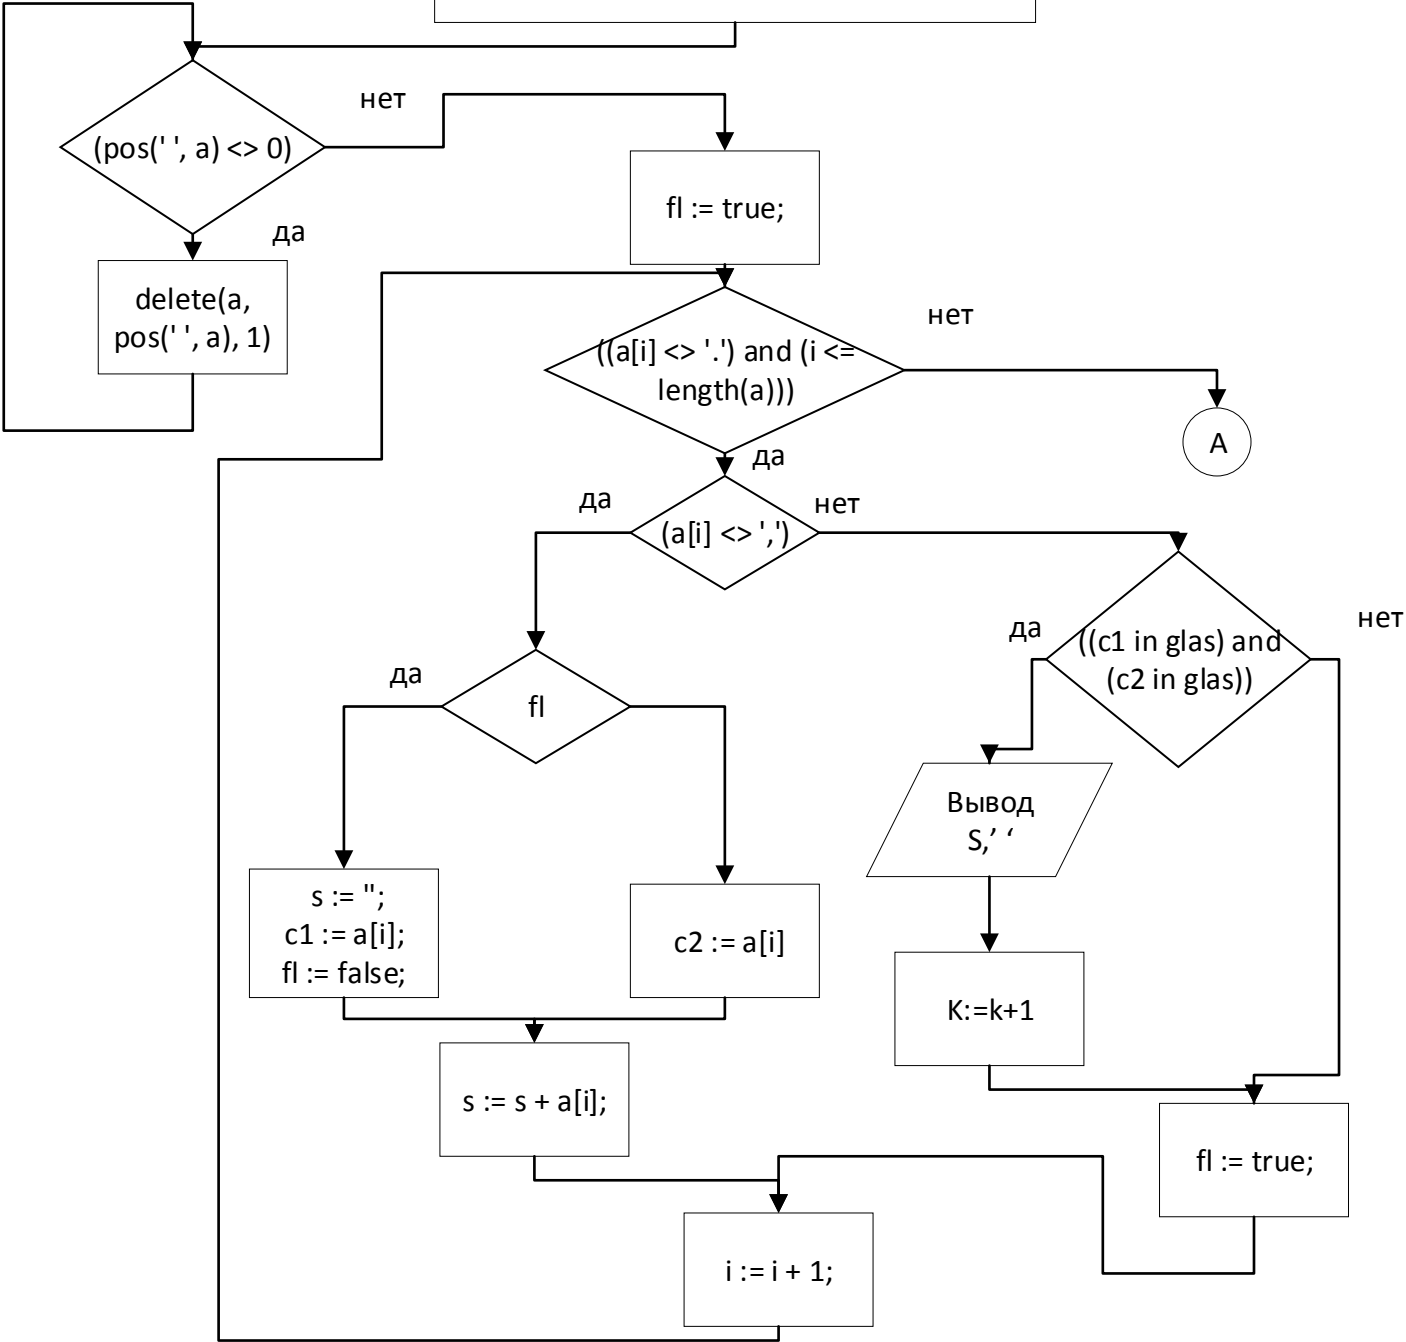 нет
(pos(' ', a) <> 0)
да
delete(a,
pos(' ', a), 1)
fl := true;
((a[i] <> '.') and (i <=
length(a)))
нет
A
да
(a[i] <> ',')
да
нет
fl
да
((c1 in glas) and
(c2 in glas))
да
нет
Вывод
S,’ ‘
s := '';
c1 := a[i];
fl := false;
c2 := a[i]
K:=k+1
s := s + a[i];
fl := true;
i := i + 1;